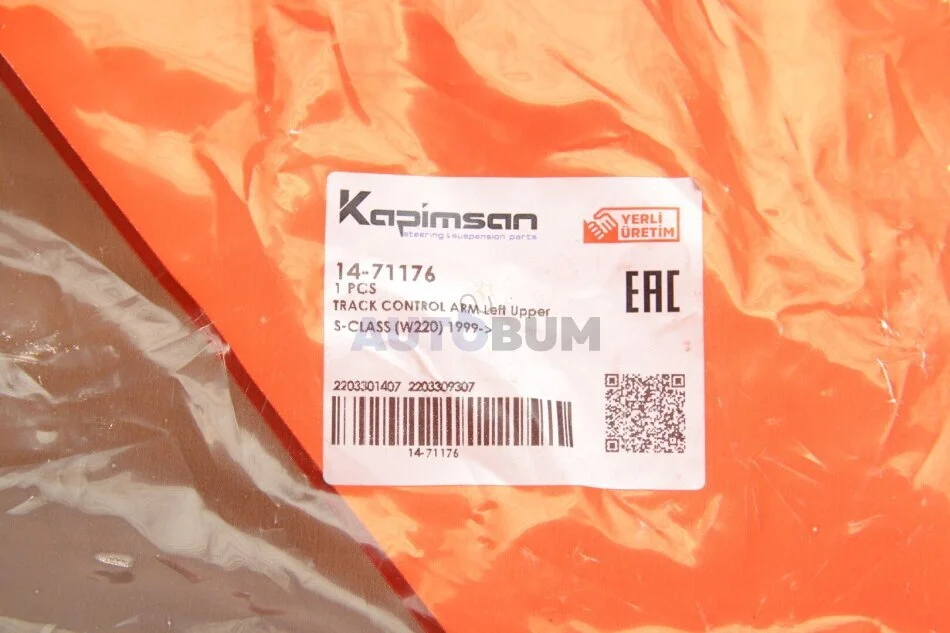 Kapimsan
steering & suspension parts
YERLİ
ÜRETİM
14-71176
1 PCS
TRACK CONTROL ARM Left Upper
S-CLASS (W220) 1999->
EAC
AUTOBUM
2203301407 2203309307
14-71176